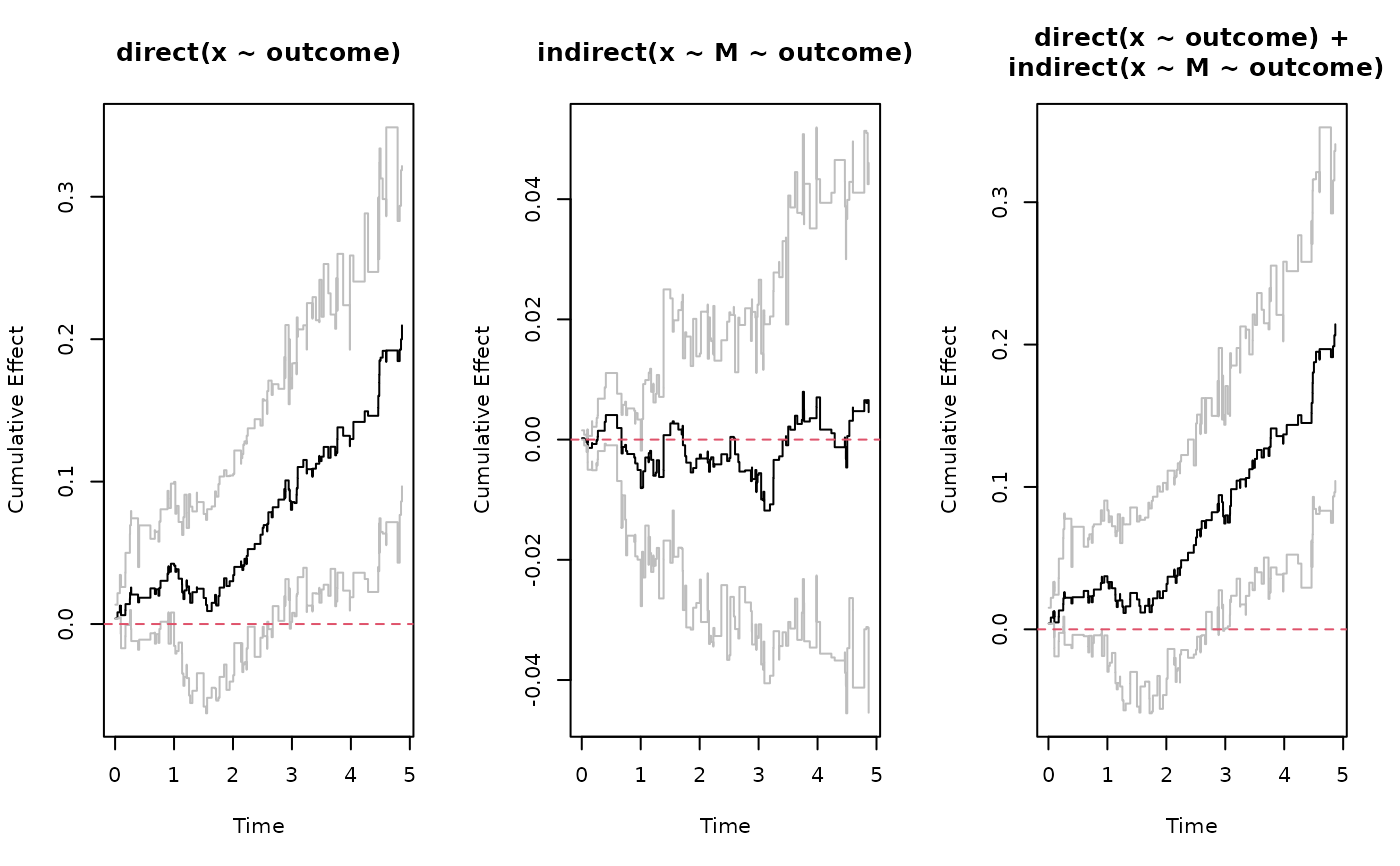 direct(x ~ outcome)
Cumulative Effect
0.3
0.2
0.1
0.0
0 1 2 3 4 5
Time
indirect(x ~ M ~ outcome)
Cumulative Effect
0.04
0.02
0.00
-0.02
-0.04
0 1 2 3 4 5
Time
direct(x ~ outcome) +
indirect(x ~ M ~ outcome)
Cumulative Effect
0.3
0.2
0.1
0.0
0 1 2 3 4 5
Time